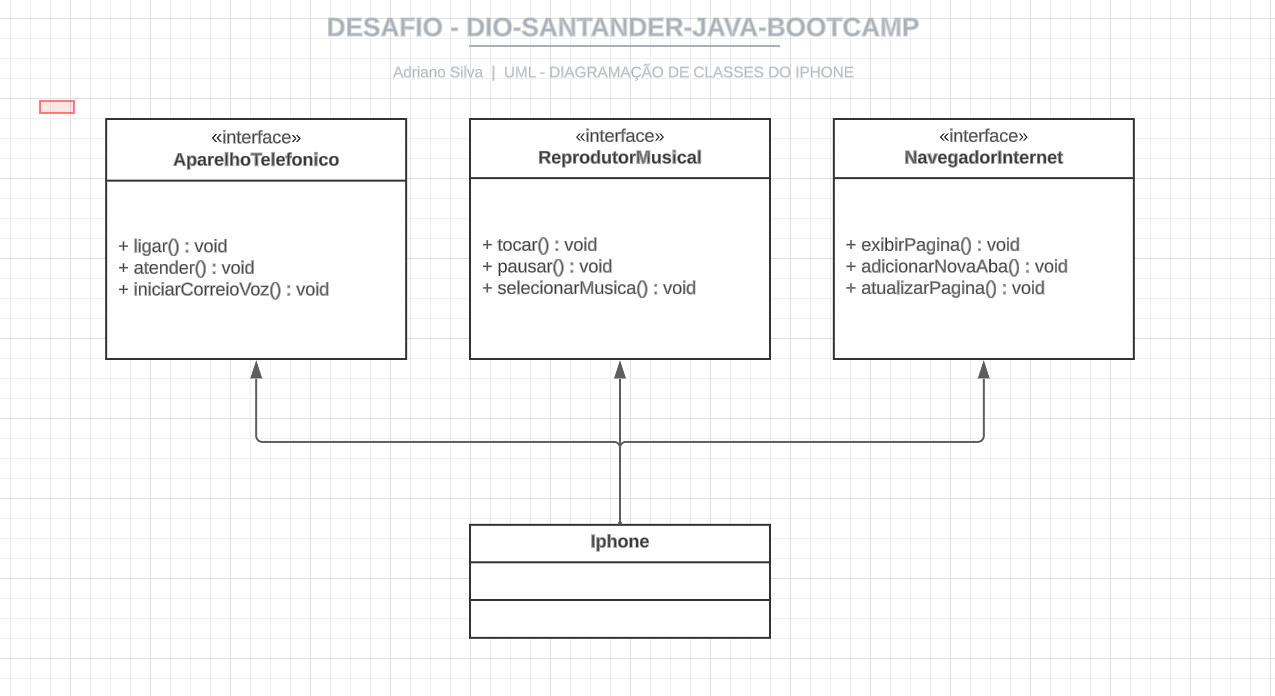 DESAFIO - DIO-SANTANDER-JAVA-BOOTCAMP
Adriano Silva | UML - DIAGRAMAÇÃO DE CLASSES DO IPHONE
«interface»
AparelhoTelefonico
+ ligar() : void
+ atender() : void
+ iniciarCorreioVoz() : void
«interface»
ReprodutorMusical
+ tocar() : void
+ pausar() : void
+ selecionarMusica() : void
«interface»
NavegadorInternet
+ exibirPagina() : void
+ adicionarNovaAba() : void
+ atualizarPagina() : void
Iphone